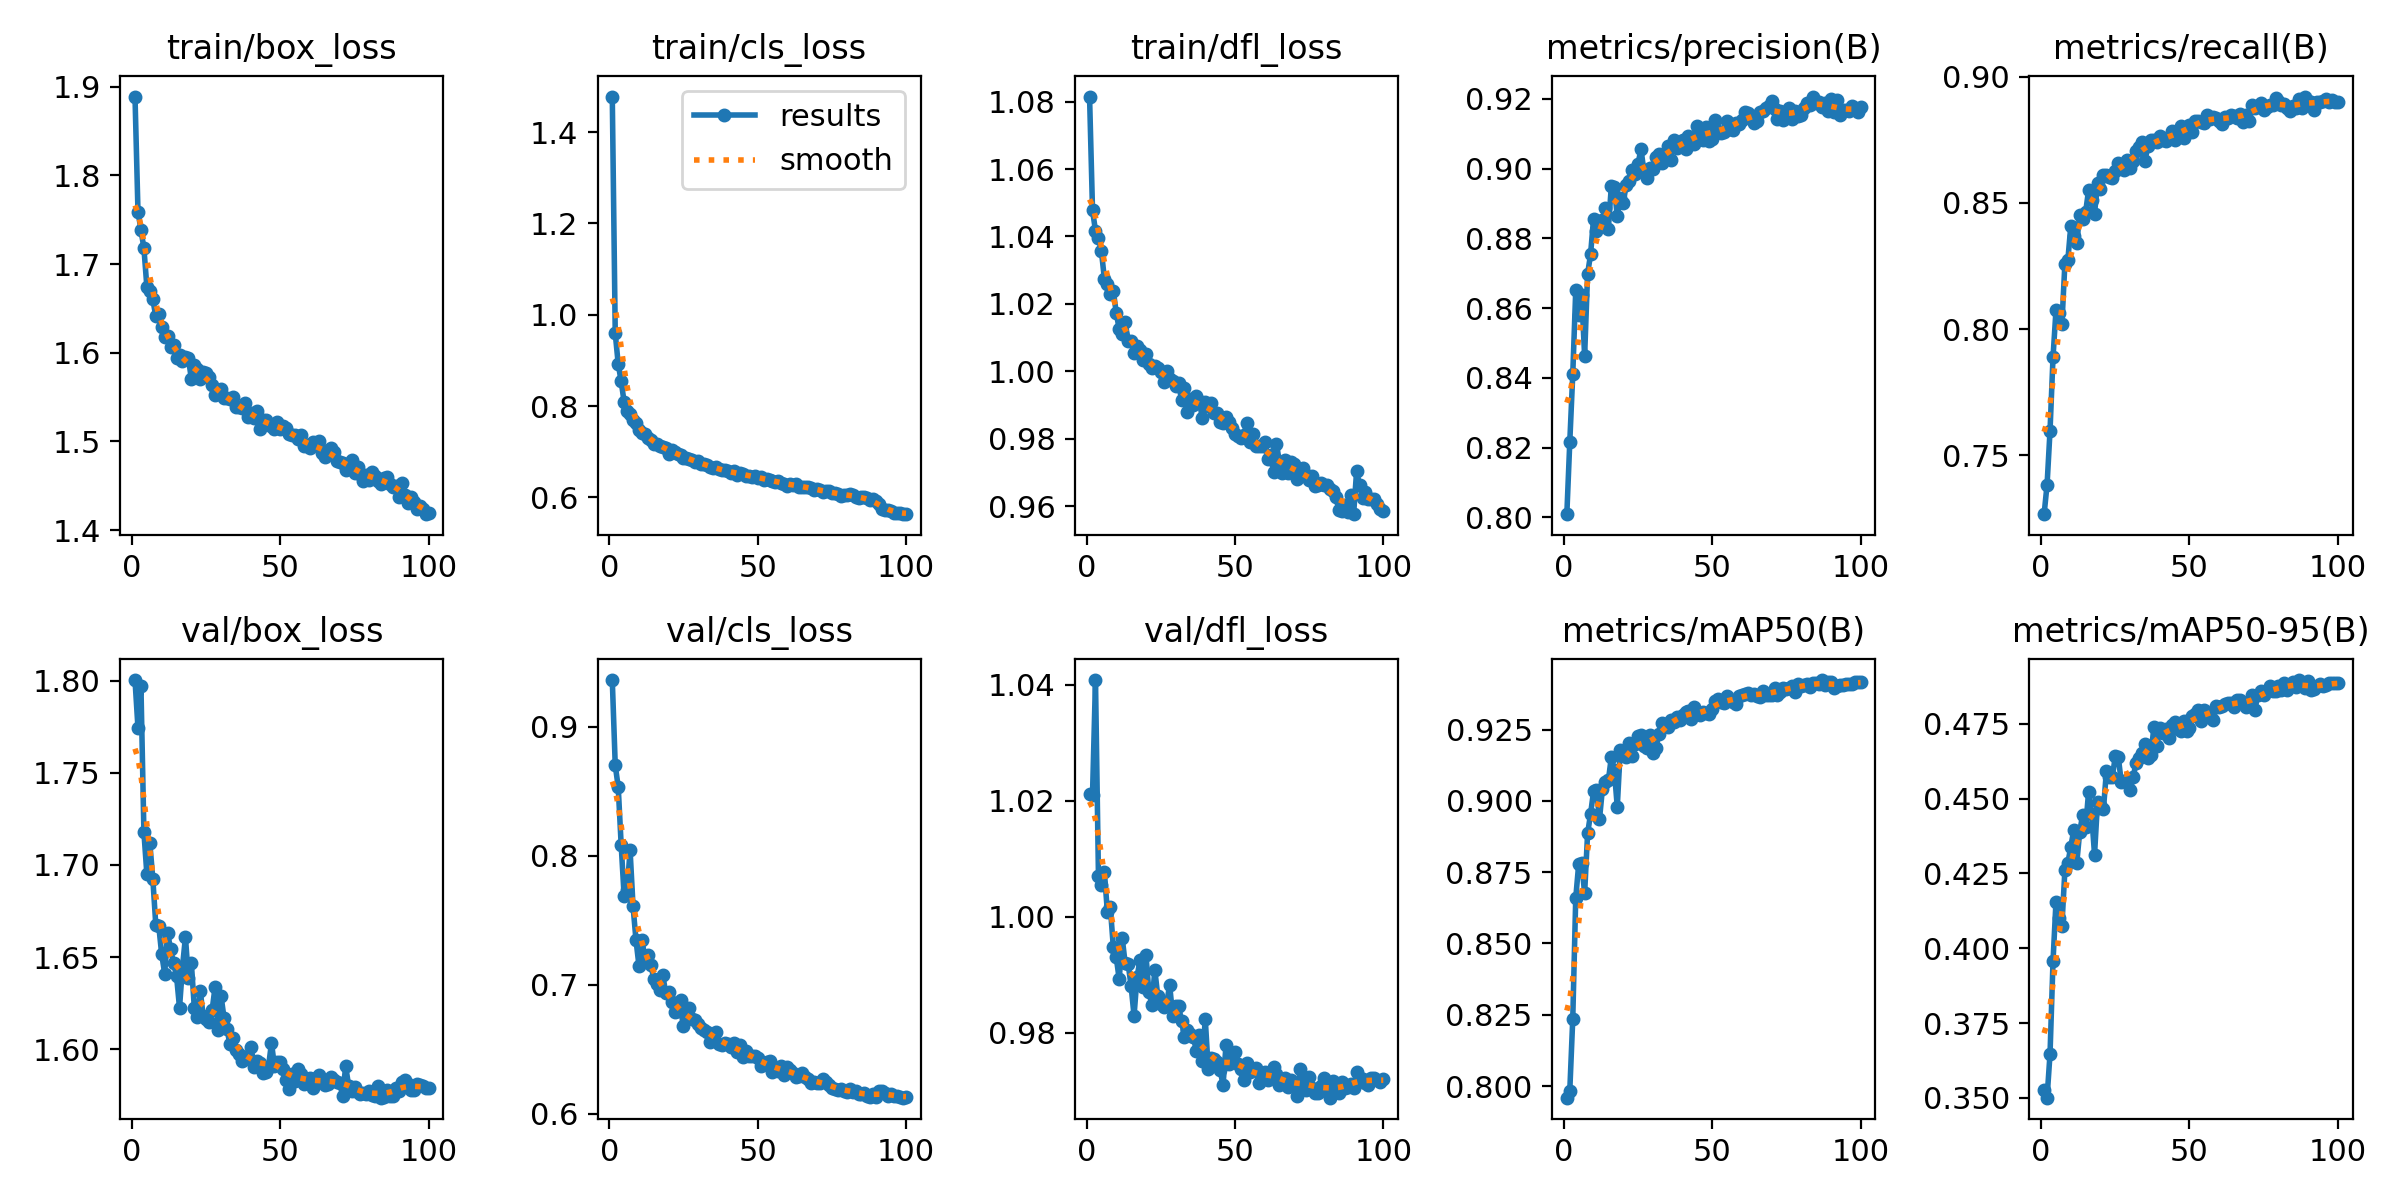 train/box_loss
1.9
1.8
1.7
1.6
1.5
1.4
0 50 100
train/cls_loss
results
smooth
1.4
1.2
1.0
0.8
0.6
0 50 100
train/dfl_loss
1.08
1.06
1.04
1.02
1.00
0.98
0.96
0 50 100
metrics/precision(B)
0.92
0.90
0.88
0.86
0.84
0.82
0.80
0 50 100
metrics/recall(B)
0.90
0.85
0.80
0.75
0 50 100
val/box_loss
1.80
1.75
1.70
1.65
1.60
0 50 100
val/cls_loss
0.9
0.8
0.7
0.6
0 50 100
val/dfl_loss
1.04
1.02
1.00
0.98
0 50 100
metrics/mAP50(B)
0.925
0.900
0.875
0.850
0.825
0.800
0 50 100
metrics/mAP50-95(B)
0.475
0.450
0.425
0.400
0.375
0.350
0 50 100